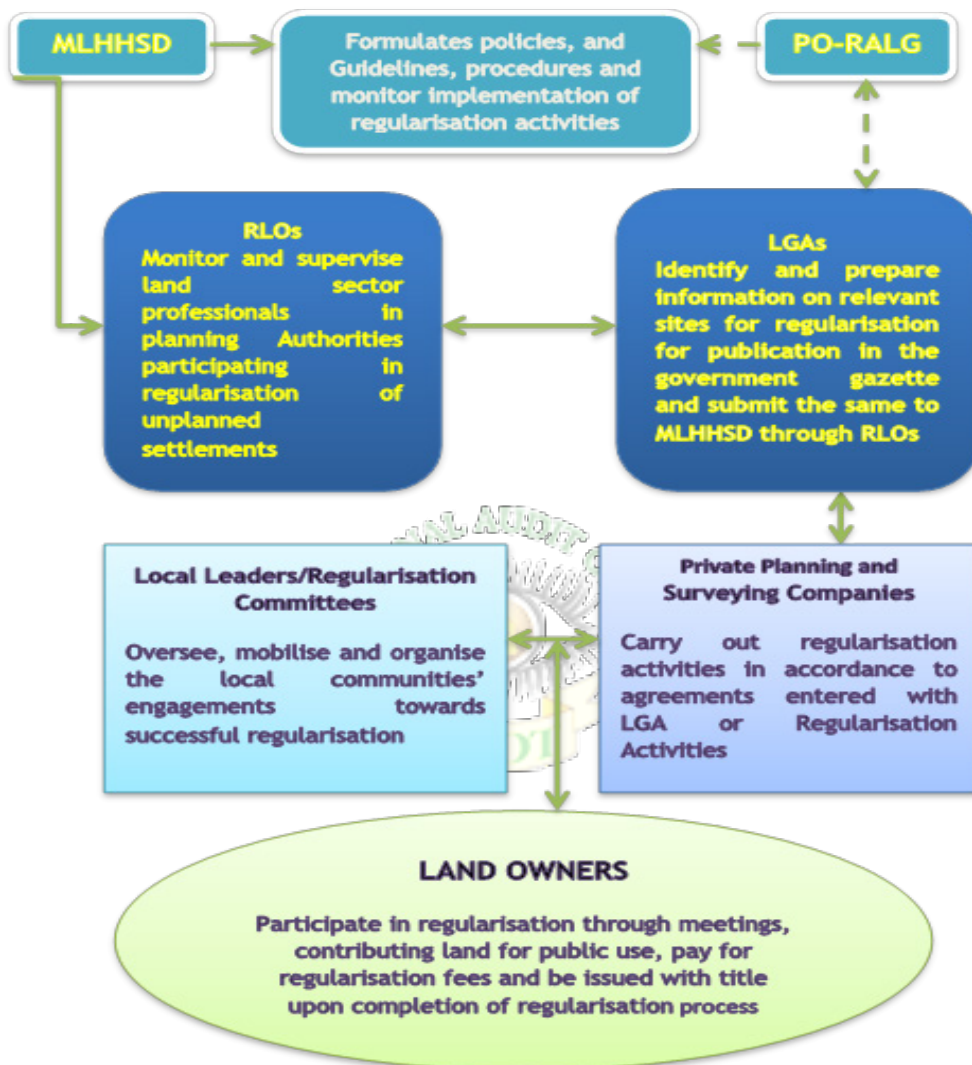 MLHHSD
Formulates policies, and
Guidelines, procedures and
monitor implementation of
regularisation activities
PO-RALG
RLOs
Monitor and supervise
land sector
professionals in
planning Authorities
participating in
regularisation of
unplanned
settlements
LGAs
Identify and prepare
information on relevant
sites for regularisation
for publication in the
government gazette
and submit the same to
MLHHSD through RLOs
Local Leaders/Regularisation
Committees
Oversee, mobilise and organise
the local communities'
engagements towards
successful regularisation
Private Planning and
Surveying Companies
Carry out regularisation
activities in accordance to
agreements entered with
LGA or Regularisation
Activities
LAND OWNERS
Participate in regularisation through meetings,
contributing land for public use, pay for
regularisation fees and be issued with title
upon completion of regularisation process
AUDIT